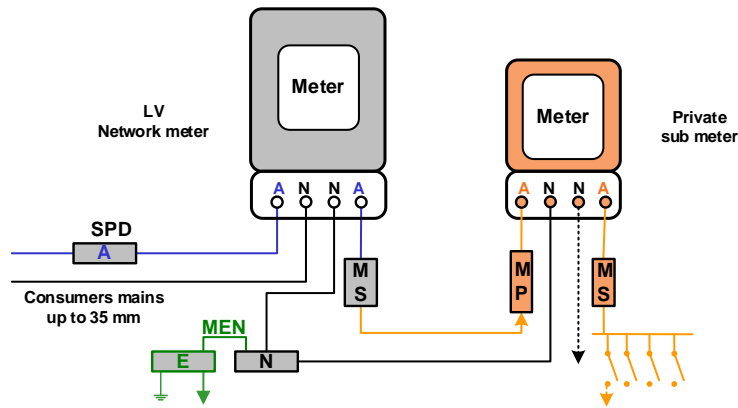 Meter
LV
Network meter
A N N A
Meter
Private
sub meter
A N N A
SPD
A
Consumers mains
up to 35 mm
M
S
M
P
M
S
MEN
E
N